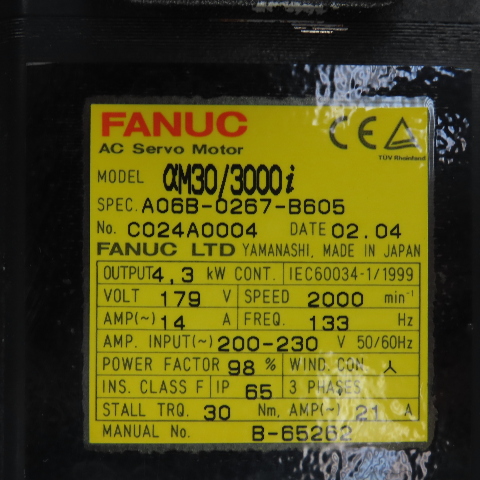 FANUC
AC Servo Motor
TÜV Rheinland
MODEL αM30/3000i
SPEC. A06B-0267-B605
No. C024A0004 DATE 02.04
FANUC LTD YAMANASHI, MADE IN JAPAN
OUTPUT 4,3 kW CONT. IEC60034-1/1999
VOLT 179 V SPEED 2000 min⁻¹
AMP(~) 14 A FREQ. 133 Hz
AMP. INPUT(~) 200-230 V 50/60Hz
POWER FACTOR 98 % WIND. CON. 人
INS. CLASS F IP 65 3 PHASES
STALL TRQ. 30 Nm, AMP(~) 21 A
MANUAL No. B-65262